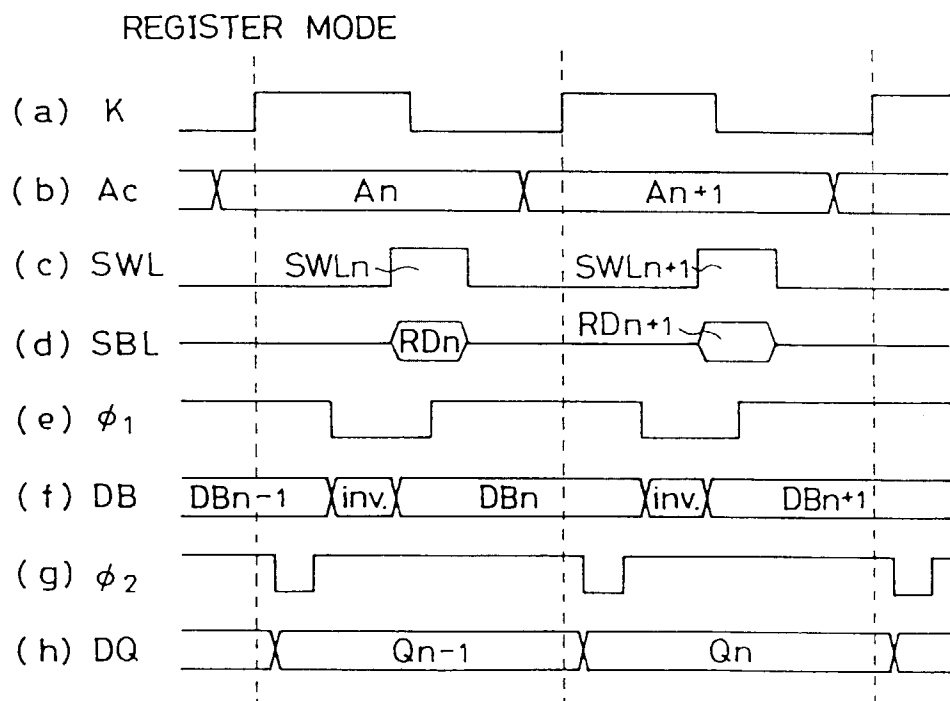 REGISTER MODE
(a) K
(b) Ac An An+1
(c) SWL SWLn SWLn+1
(d) SBL RDn RDn+1
(e) φ1
(f) DB DBn-1 inv. DBn inv. DBn+1
(g) φ2
(h) DQ Qn-1 Qn